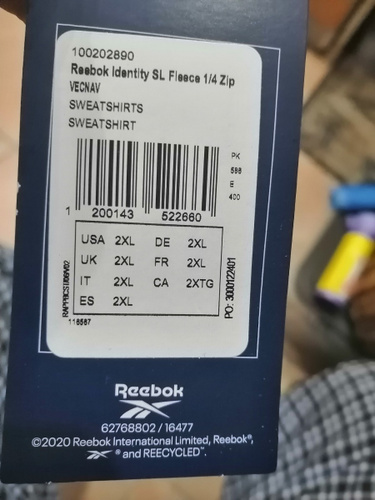 100202890
Reebok Identity SL Fleece 1/4 Zip
VECNAV
SWEATSHIRTS
SWEATSHIRT
PK
588
E
400
1 200143 522660
USA 2XL DE 2XL
UK 2XL FR 2XL
IT 2XL CA 2XTG
ES 2XL
PO: 3000122401
116567
Reebok
62768802 / 16477
©2020 Reebok International Limited, Reebok®,
® and REECYCLED™.